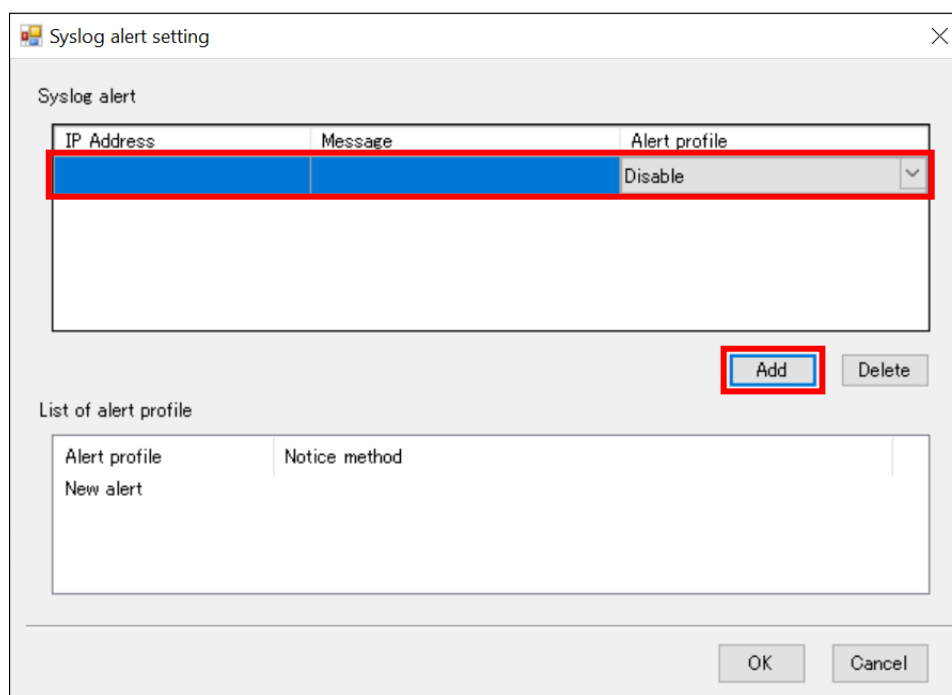 Syslog alert setting
Syslog alert
IP Address Message Alert profile
Disable
Add Delete
List of alert profile
Alert profile Notice method
New alert
OK Cancel